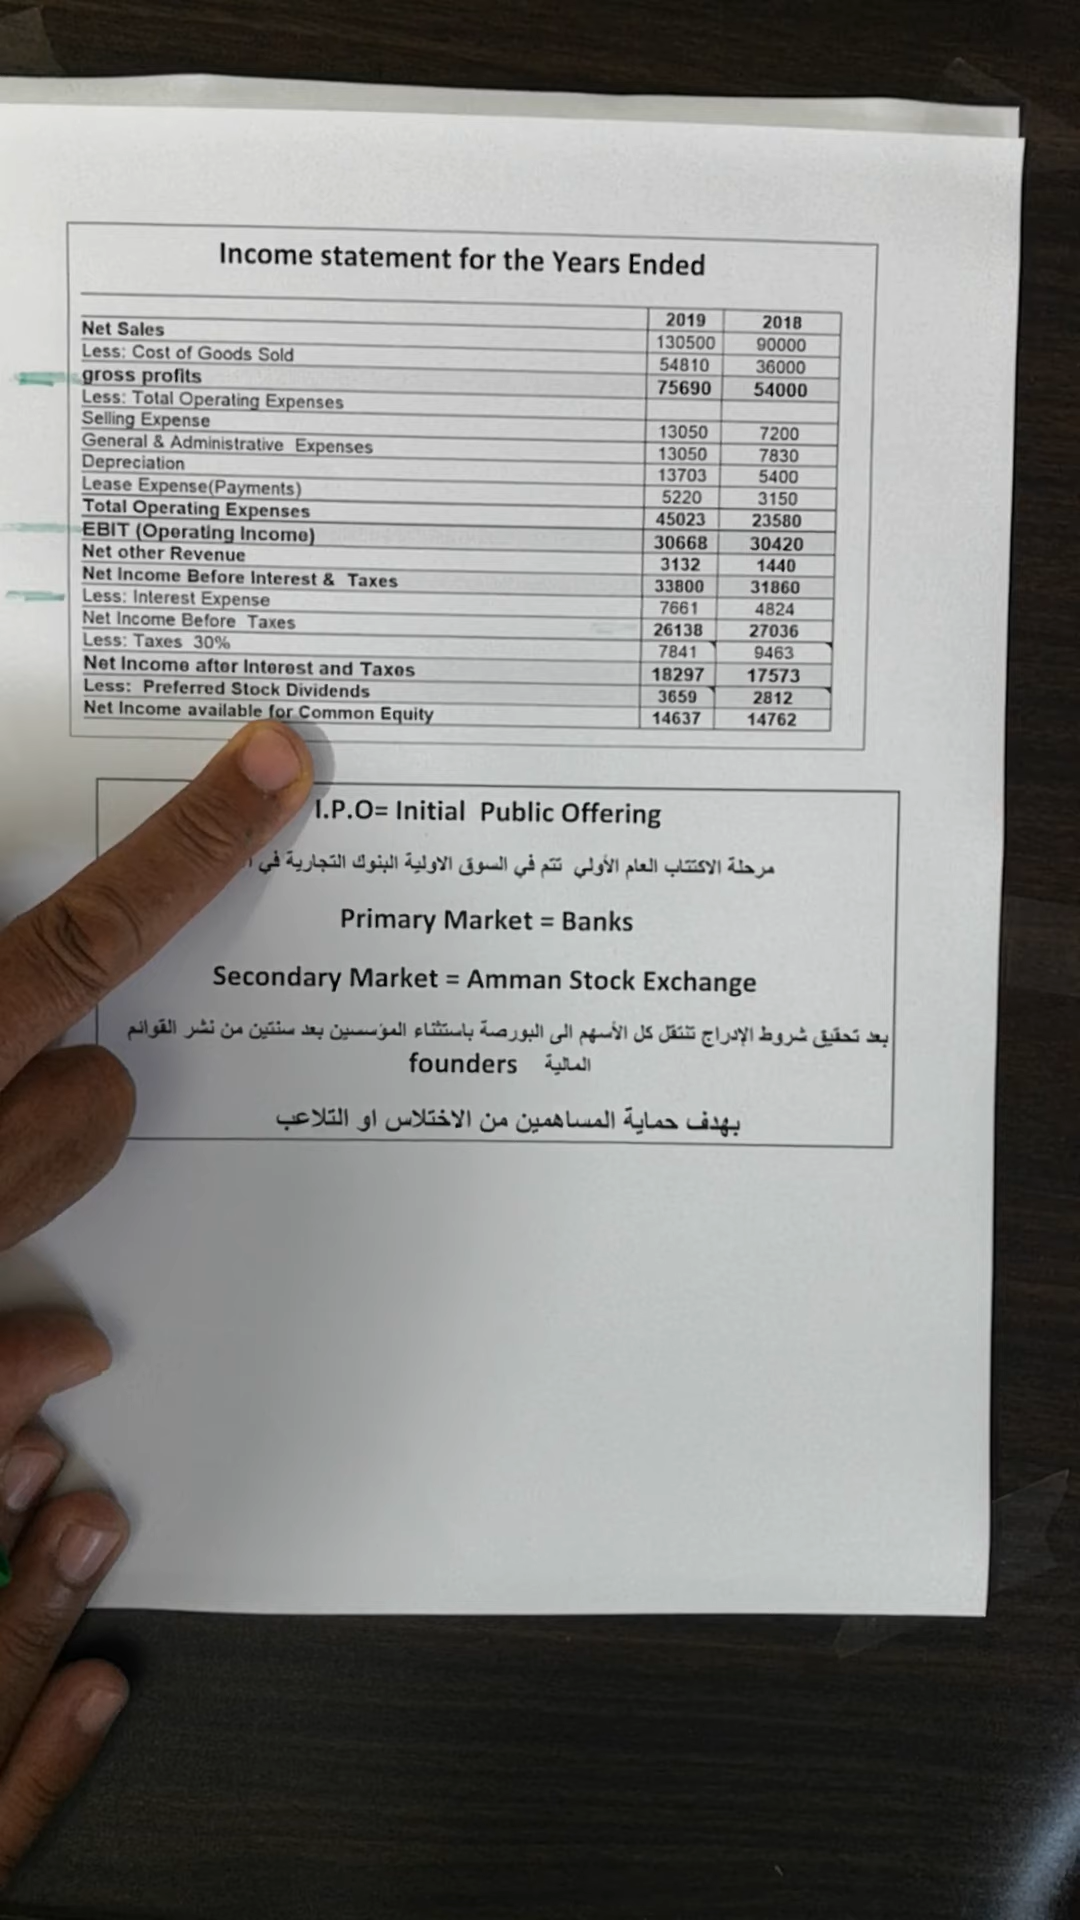 Income statement for the Years Ended
2019 2018
Net Sales 130500 90000
Less: Cost of Goods Sold 54810 36000
gross profits 75690 54000
Less: Total Operating Expenses
Selling Expense 13050 7200
General & Administrative Expenses 13050 7830
Depreciation 13703 5400
Lease Expense(Payments) 5220 3150
Total Operating Expenses 45023 23580
EBIT (Operating Income) 30668 30420
Net other Revenue 3132 1440
Net Income Before Interest & Taxes 33800 31860
Less: Interest Expense 7661 4824
Net Income Before Taxes 26138 27036
Less: Taxes 30% 7841 9463
Net Income after Interest and Taxes 18297 17573
Less: Preferred Stock Dividends 3659 2812
Net Income available for Common Equity 14637 14762
I.P.O= Initial Public Offering
مرحلة الاكتتاب العام الأولي تتم في السوق الاولية البنوك التجارية في
Primary Market = Banks
Secondary Market = Amman Stock Exchange
بعد تحقيق شروط الإدراج تنتقل كل الأسهم الى البورصة باستثناء المؤسسين بعد سنتين من نشر القوائم
المالية founders
بهدف حماية المساهمين من الاختلاس او التلاعب